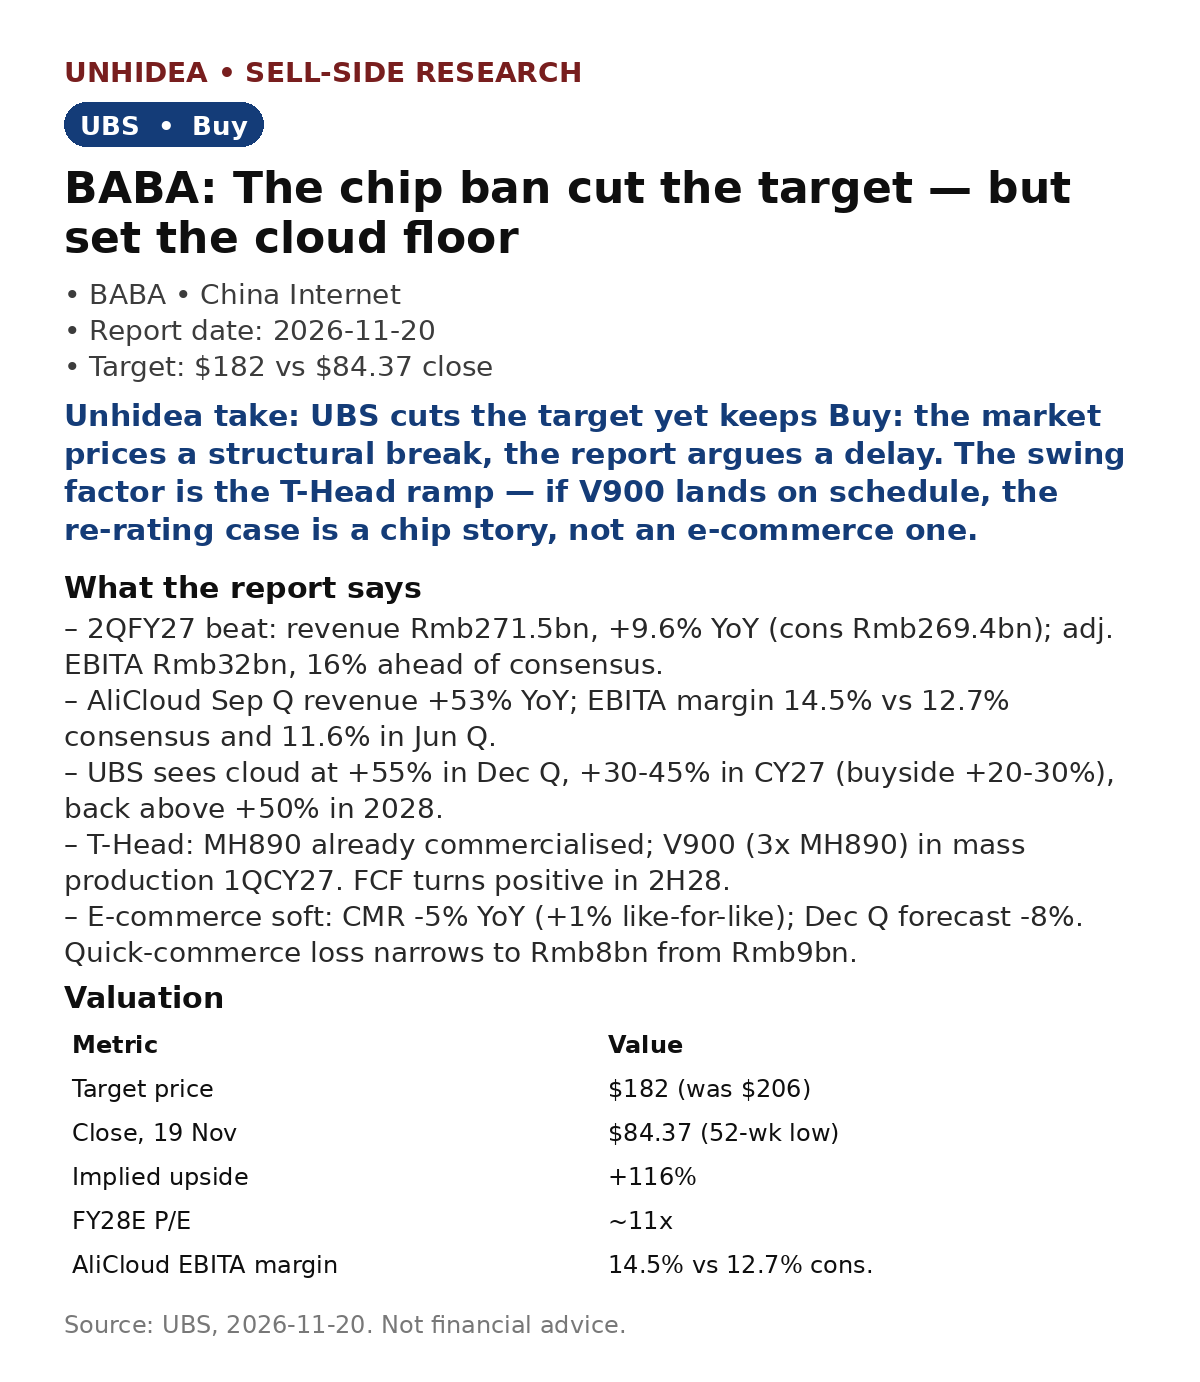 UNHIDEA • SELL-SIDE RESEARCH
UBS • Buy
BABA: The chip ban cut the target — but
set the cloud floor
• BABA • China Internet
• Report date: 2026-11-20
• Target: $182 vs $84.37 close
Unhidea take: UBS cuts the target yet keeps Buy: the market
prices a structural break, the report argues a delay. The swing
factor is the T-Head ramp — if V900 lands on schedule, the
re-rating case is a chip story, not an e-commerce one.
What the report says
– 2QFY27 beat: revenue Rmb271.5bn, +9.6% YoY (cons Rmb269.4bn); adj.
EBITA Rmb32bn, 16% ahead of consensus.
– AliCloud Sep Q revenue +53% YoY; EBITA margin 14.5% vs 12.7%
consensus and 11.6% in Jun Q.
– UBS sees cloud at +55% in Dec Q, +30-45% in CY27 (buyside +20-30%),
back above +50% in 2028.
– T-Head: MH890 already commercialised; V900 (3x MH890) in mass
production 1QCY27. FCF turns positive in 2H28.
– E-commerce soft: CMR -5% YoY (+1% like-for-like); Dec Q forecast -8%.
Quick-commerce loss narrows to Rmb8bn from Rmb9bn.
Valuation
Metric Value
Target price $182 (was $206)
Close, 19 Nov $84.37 (52-wk low)
Implied upside +116%
FY28E P/E ~11x
AliCloud EBITA margin 14.5% vs 12.7% cons.
Source: UBS, 2026-11-20. Not financial advice.